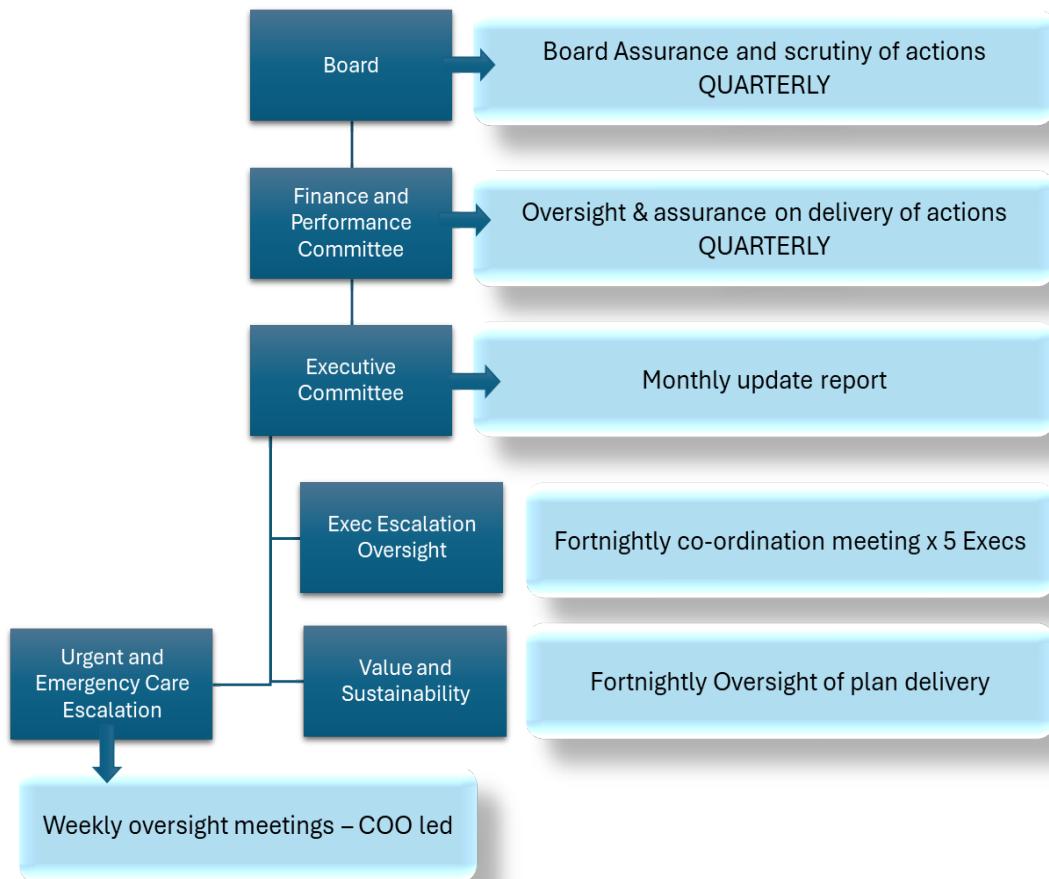 Board
Board Assurance and scrutiny of actions
QUARTERLY
Finance and
Performance
Committee
Oversight & assurance on delivery of actions
QUARTERLY
Executive
Committee
Monthly update report
Exec Escalation
Oversight
Fortnightly co-ordination meeting x 5 Execs
Urgent and
Emergency Care
Escalation
Value and
Sustainability
Fortnightly Oversight of plan delivery
Weekly oversight meetings – COO led